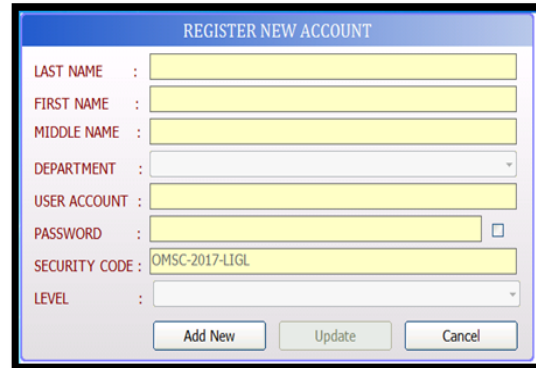 REGISTER NEW ACCOUNT
LAST NAME :
FIRST NAME :
MIDDLE NAME :
DEPARTMENT :
USER ACCOUNT :
PASSWORD :
SECURITY CODE : OMSC-2017-LIGL
LEVEL :
Add New Update Cancel